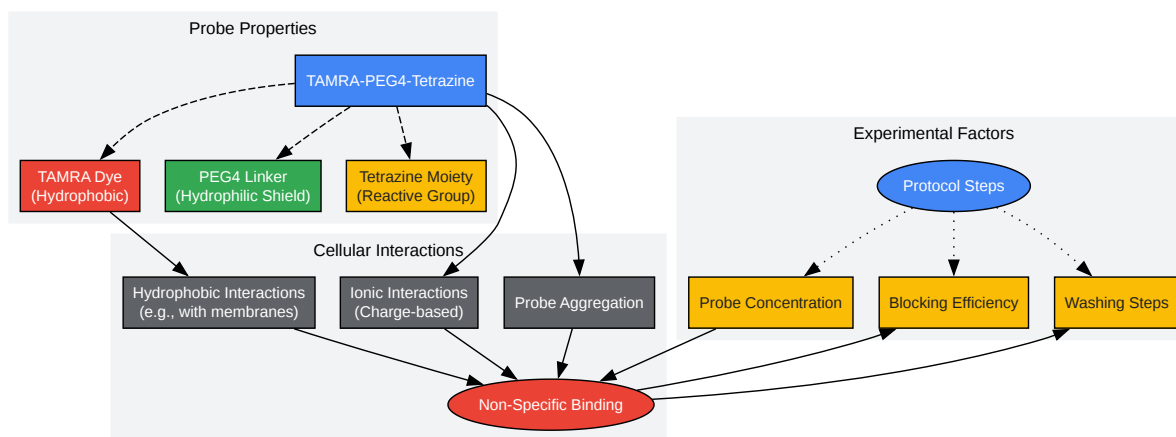 Probe Properties
TAMRA-PEG4-Tetrazine
TAMRA Dye
(Hydrophobic)
PEG4 Linker
(Hydrophilic Shield)
Tetrazine Moiety
(Reactive Group)
Experimental Factors
Protocol Steps
Cellular Interactions
Hydrophobic Interactions
(e.g., with membranes)
Ionic Interactions
(Charge-based)
Probe Aggregation
Probe Concentration
Blocking Efficiency
Washing Steps
Non-Specific Binding